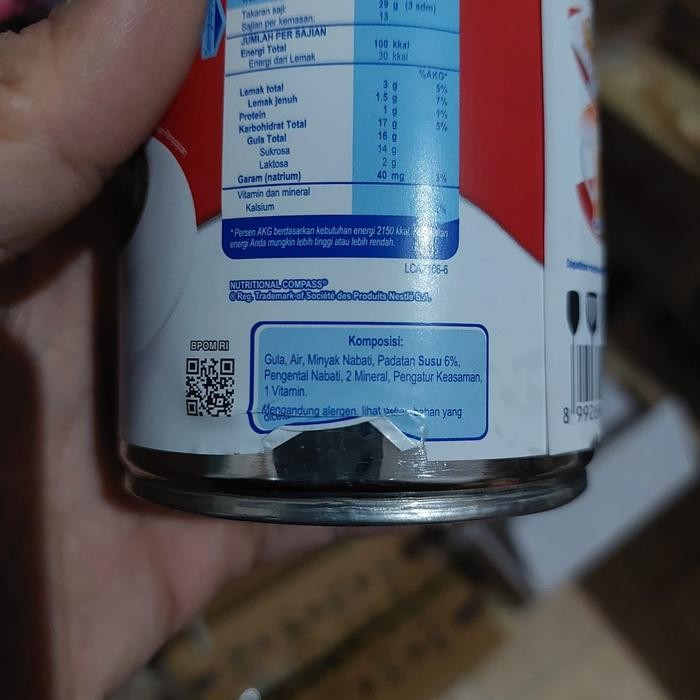 Takaran saji: 29 g (3 sdm)
Sajian per kemasan: 13
JUMLAH PER SAJIAN
Energi Total 100 kkal
Energi dari Lemak 30 kkal
%AKG*
Lemak total 3 g 5%
Lemak jenuh 1.5 g 7%
Protein 1 g 1%
Karbohidrat Total 17 g 5%
Gula Total 16 g
Sukrosa 14 g
Laktosa 2 g
Garam (natrium) 40 mg 3%
Vitamin dan mineral
Kalsium
* Persen AKG berdasarkan kebutuhan energi 2150 kkal.
energi Anda mungkin lebih tinggi atau lebih rendah.
NUTRITIONAL COMPASS®
® Reg. Trademark of Société des Produits Nestlé S.A.
BPOM RI
Komposisi:
Gula, Air, Minyak Nabati, Padatan Susu 6%,
Pengental Nabati, 2 Mineral, Pengatur Keasaman,
1 Vitamin.
Mengandung alergen, lihat bahan yang